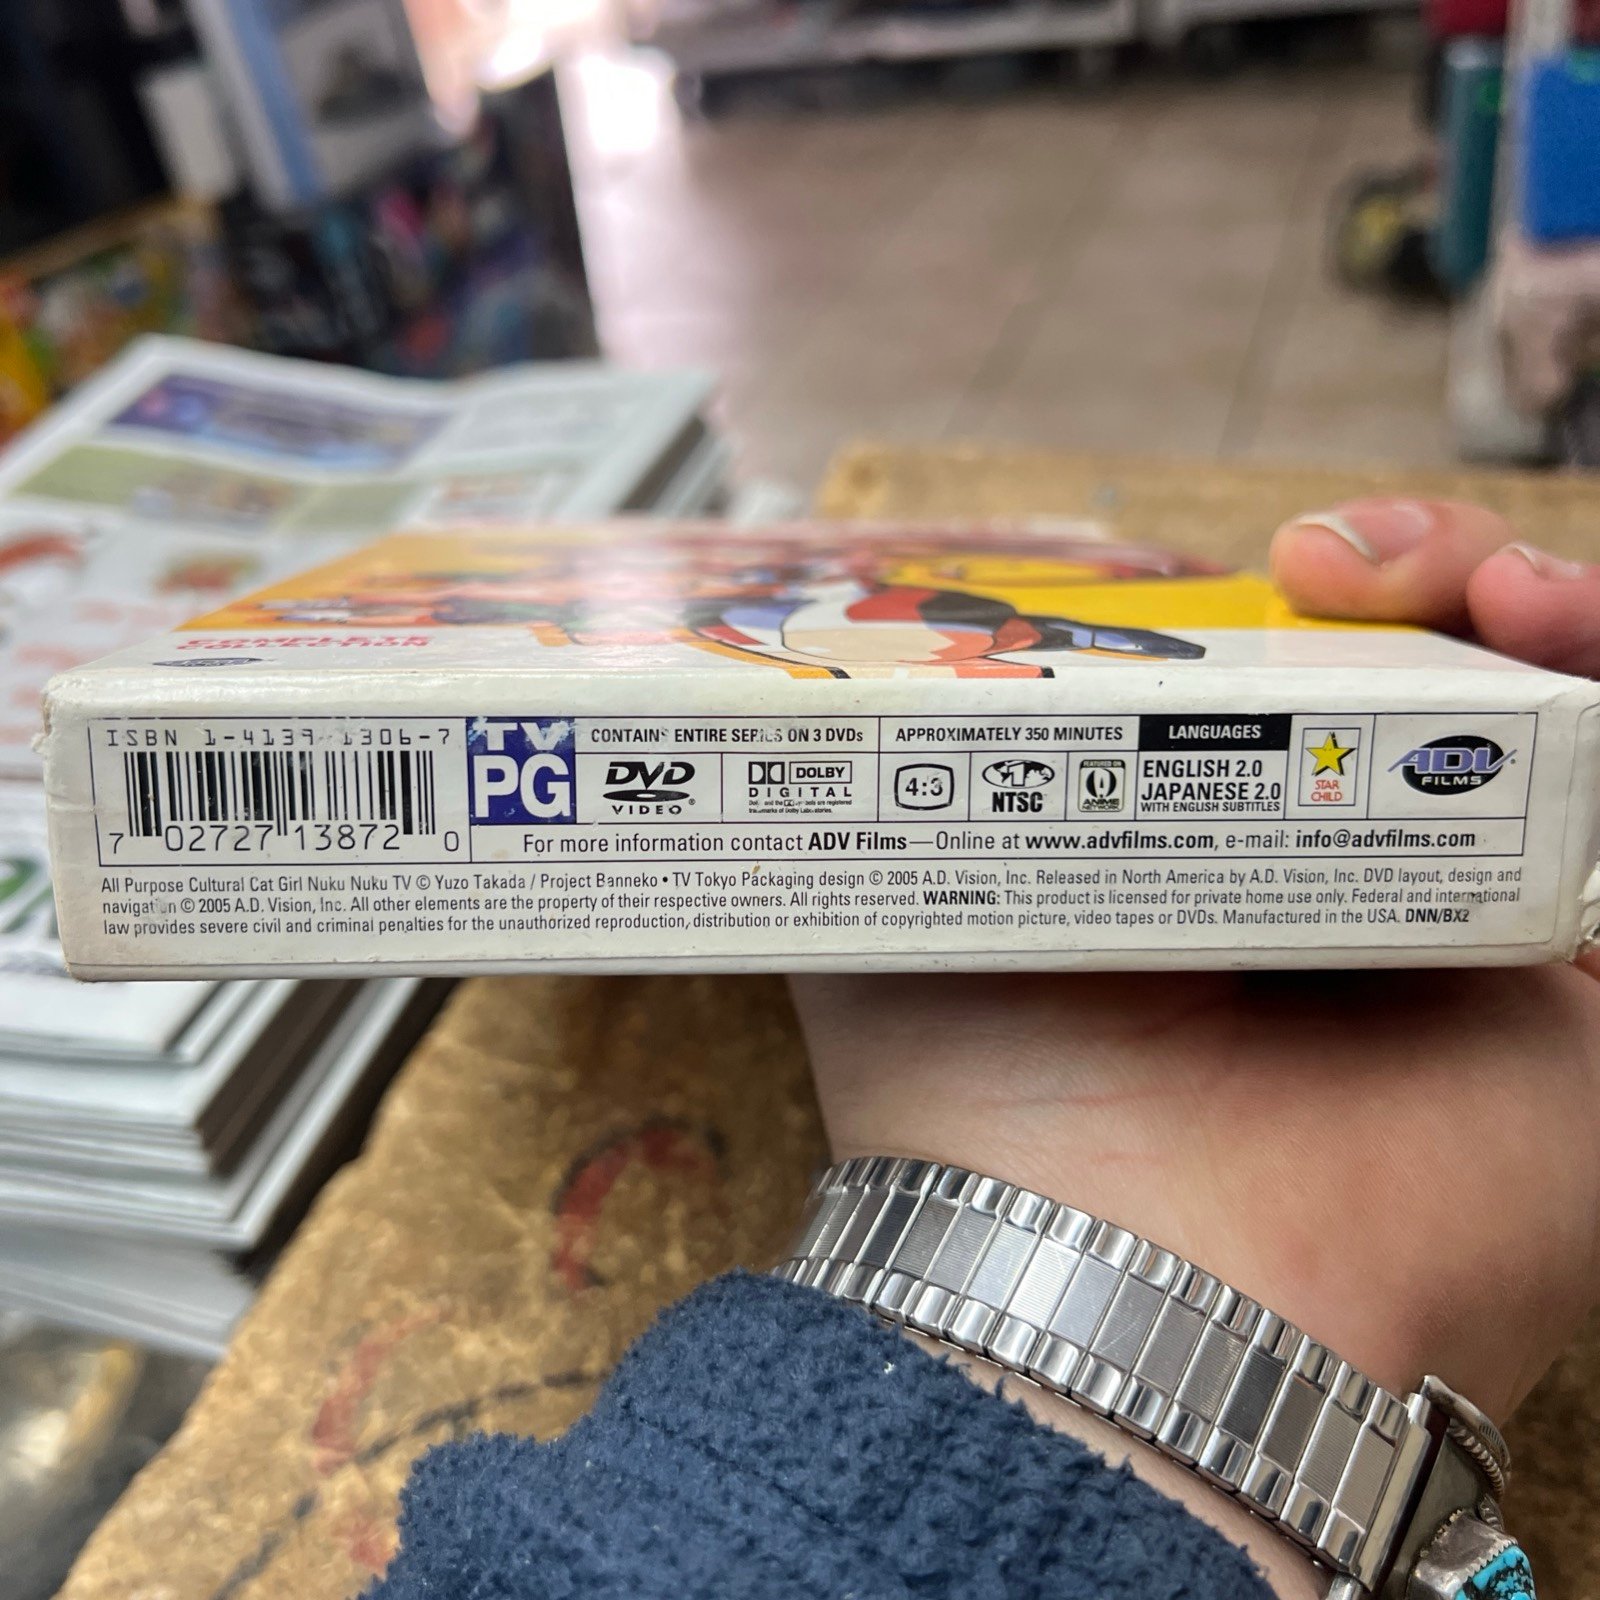 COMPLETE
COLLECTION
ISBN 1-4139-1306-7
7 02727 13872 0
TV
PG
CONTAINS ENTIRE SERIES ON 3 DVDs
DVD
VIDEO
DOLBY
DIGITAL
APPROXIMATELY 350 MINUTES
4:3
1
NTSC
FEATURED ON
ANIME
NETWORK
LANGUAGES
ENGLISH 2.0
JAPANESE 2.0
WITH ENGLISH SUBTITLES
STAR
CHILD
ADV
FILMS
For more information contact ADV Films—Online at www.advfilms.com, e-mail: info@advfilms.com
All Purpose Cultural Cat Girl Nuku Nuku TV © Yuzo Takada / Project Banneko • TV Tokyo Packaging design © 2005 A.D. Vision, Inc. Released in North America by A.D. Vision, Inc. DVD layout, design and
navigation © 2005 A.D. Vision, Inc. All other elements are the property of their respective owners. All rights reserved. WARNING: This product is licensed for private home use only. Federal and international
law provides severe civil and criminal penalties for the unauthorized reproduction, distribution or exhibition of copyrighted motion picture, video tapes or DVDs. Manufactured in the USA. DNN/BX2